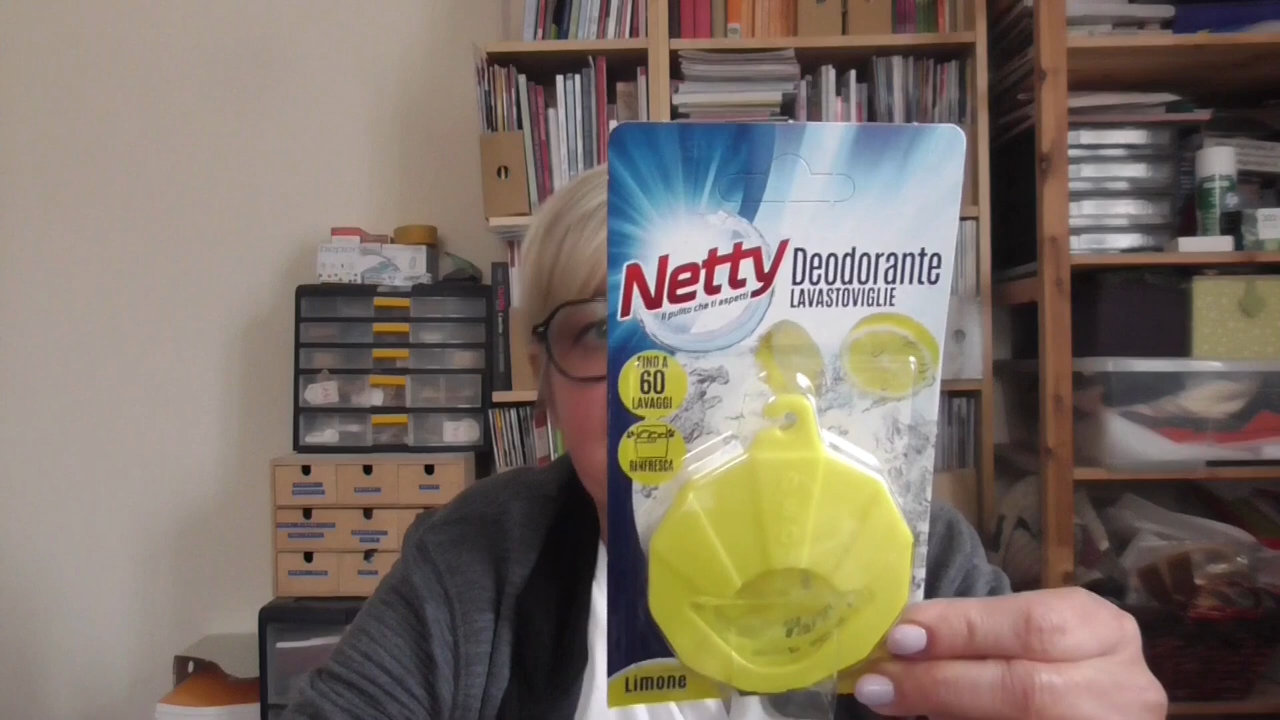 Netty
il pulito che ti aspetti
Deodorante
LAVASTOVIGLIE
FINO A
60
LAVAGGI
RINFRESCA
Limone